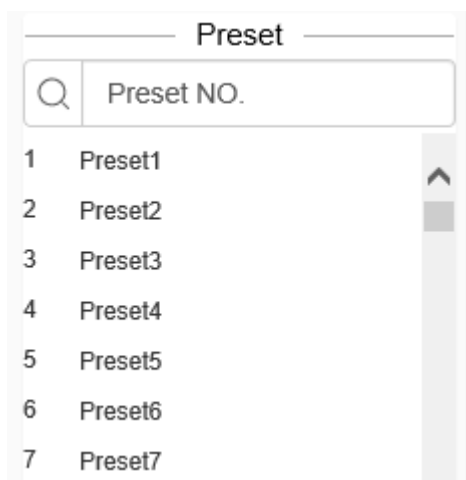 Preset
Preset NO.
1 Preset1
2 Preset2
3 Preset3
4 Preset4
5 Preset5
6 Preset6
7 Preset7